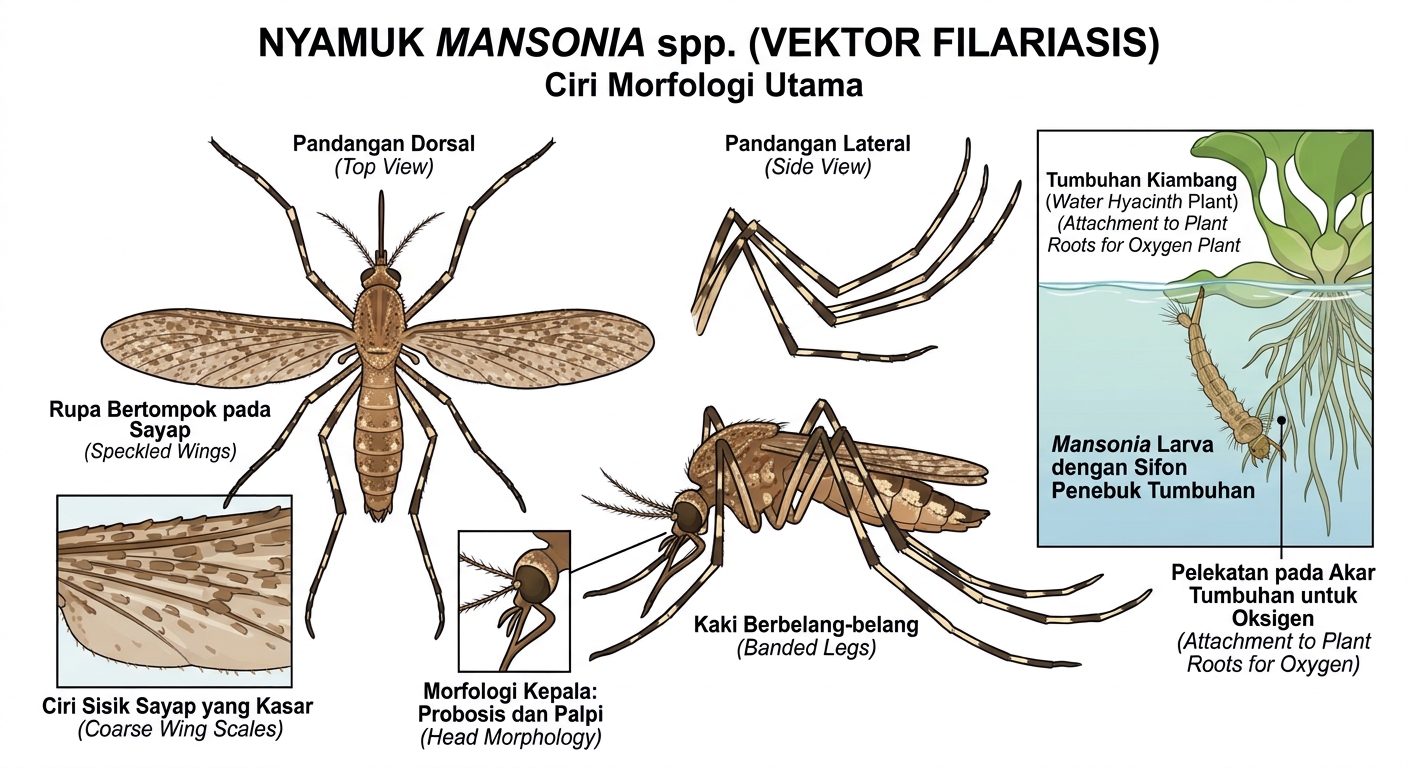 NYAMUK MANSONIA spp. (VEKTOR FILARIASIS)
Ciri Morfologi Utama
Pandangan Dorsal
(Top View)
Pandangan Lateral
(Side View)
Tumbuhan Kiambang
(Water Hyacinth Plant)
(Attachment to Plant
Roots for Oxygen Plant
Rupa Bertompok pada
Sayap
(Speckled Wings)
Mansonia Larva
dengan Sifon
Penebuk Tumbuhan
Pelekatan pada Akar
Tumbuhan untuk
Oksigen
(Attachment to Plant
Roots for Oxygen)
Kaki Berbelang-belang
(Banded Legs)
Ciri Sisik Sayap yang Kasar
(Coarse Wing Scales)
Morfologi Kepala:
Probosis dan Palpi
(Head Morphology)